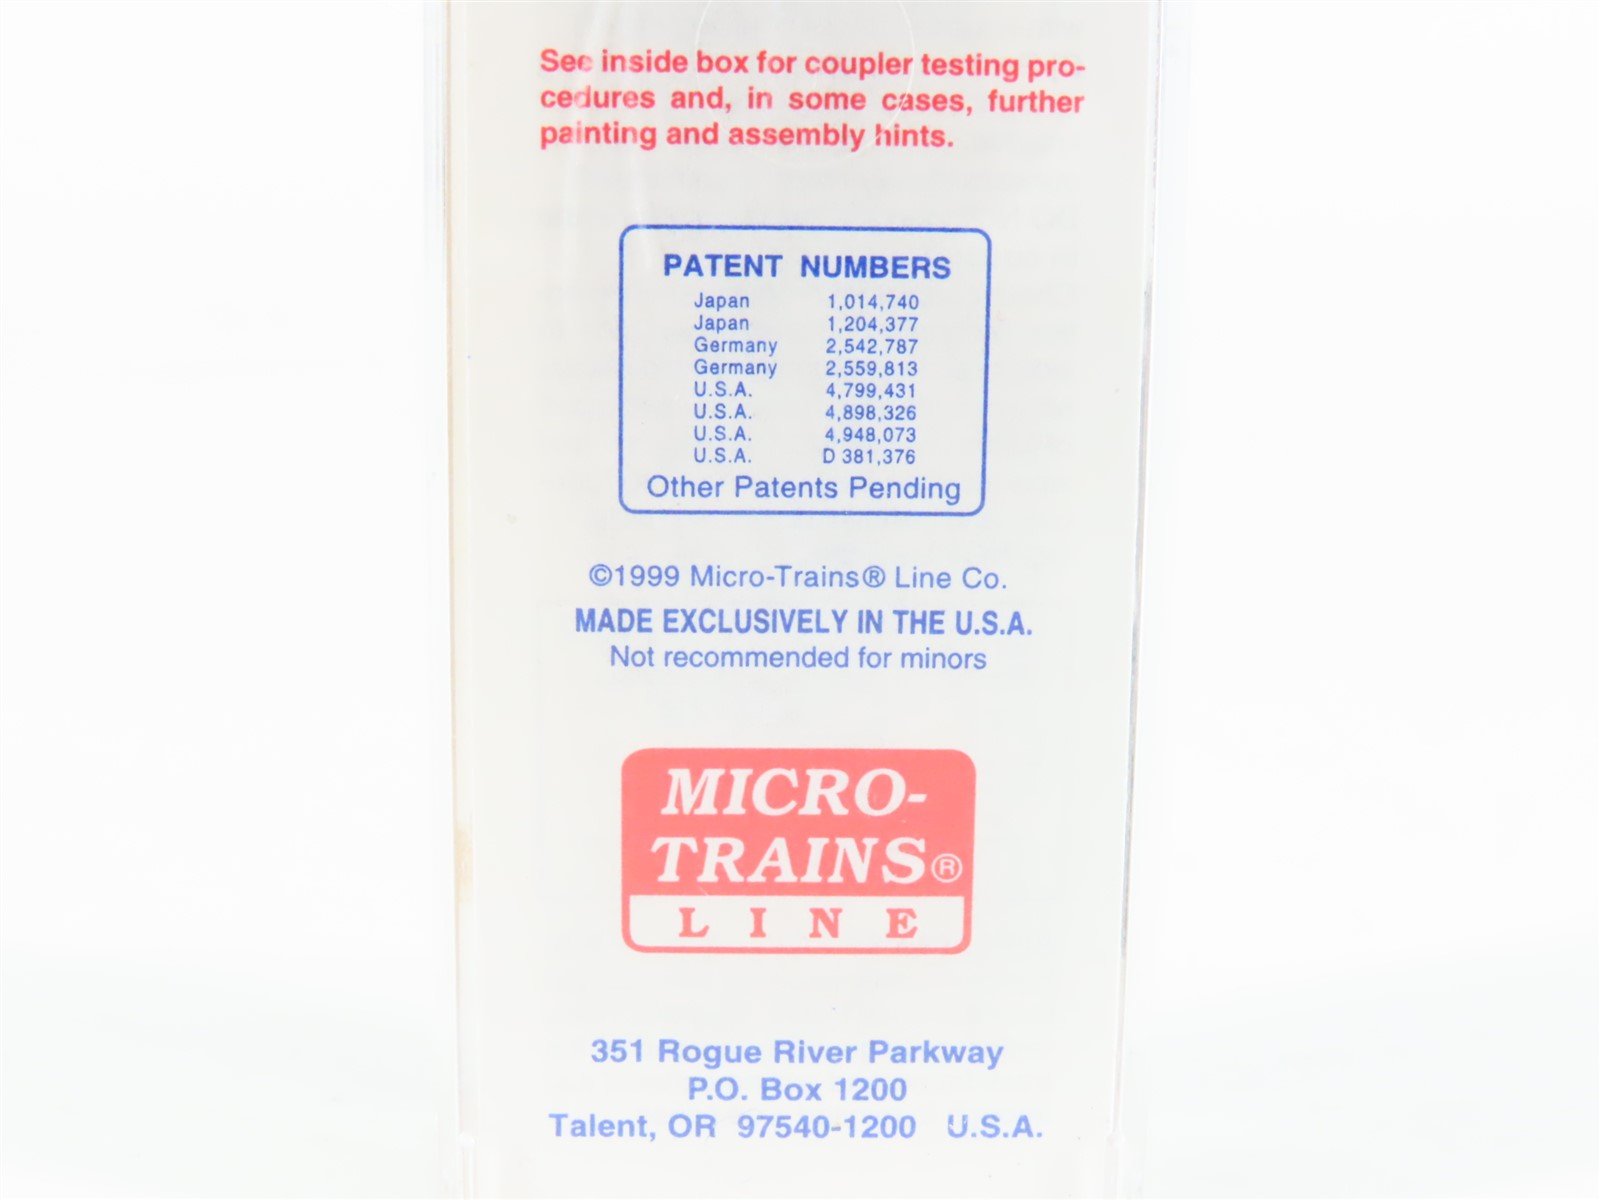 See inside box for coupler testing pro-
cedures and, in some cases, further
painting and assembly hints.
PATENT NUMBERS
Japan 1,014,740
Japan 1,204,377
Germany 2,542,787
Germany 2,559,813
U.S.A. 4,799,431
U.S.A. 4,898,326
U.S.A. 4,948,073
U.S.A. D 381,376
Other Patents Pending
©1999 Micro-Trains® Line Co.
MADE EXCLUSIVELY IN THE U.S.A.
Not recommended for minors
MICRO-
TRAINS®
LINE
351 Rogue River Parkway
P.O. Box 1200
Talent, OR 97540-1200 U.S.A.